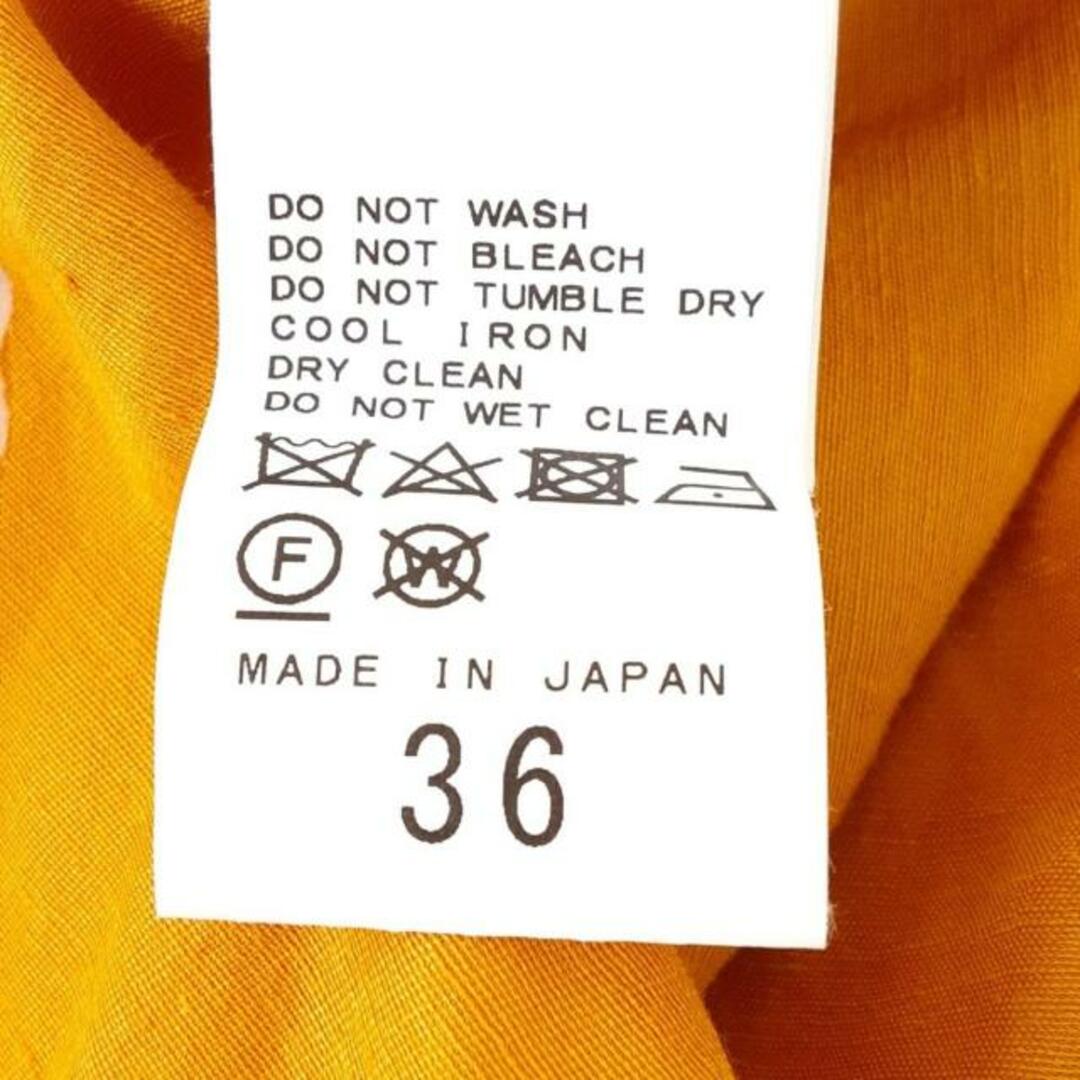 DO NOT WASH
DO NOT BLEACH
DO NOT TUMBLE DRY
COOL IRON
DRY CLEAN
DO NOT WET CLEAN
F W
MADE IN JAPAN
36